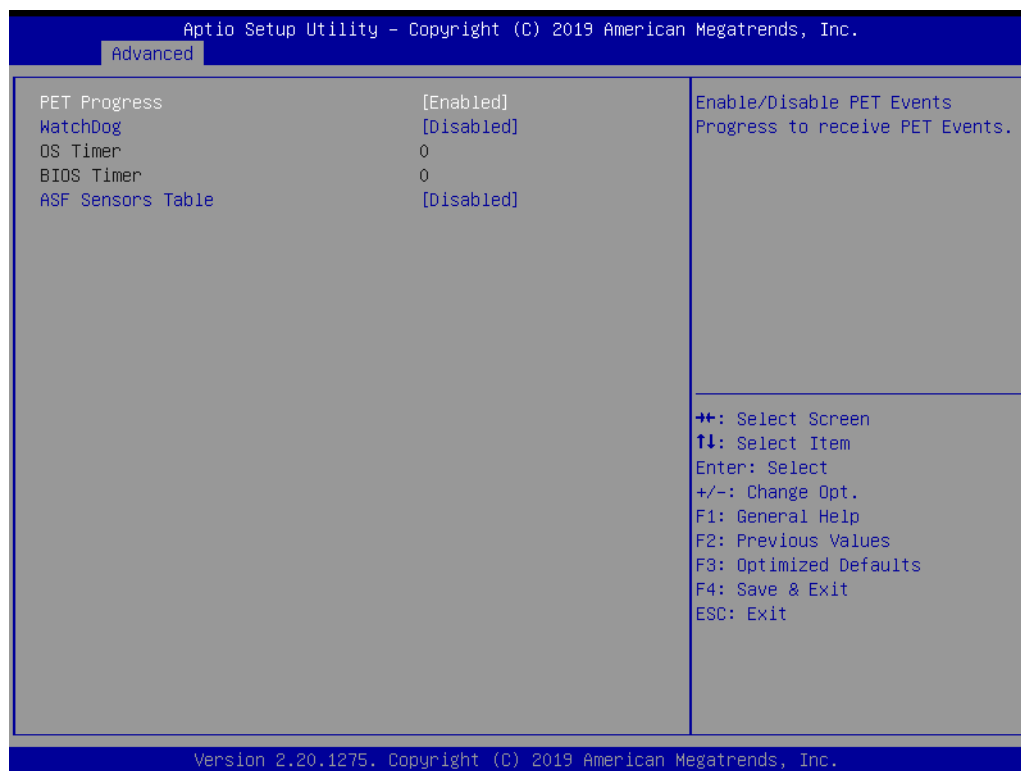 Aptio Setup Utility – Copyright (C) 2019 American Megatrends, Inc.
Advanced
PET Progress [Enabled]
WatchDog [Disabled]
OS Timer 0
BIOS Timer 0
ASF Sensors Table [Disabled]
Enable/Disable PET Events
Progress to receive PET Events.
→←: Select Screen
↑↓: Select Item
Enter: Select
+/-: Change Opt.
F1: General Help
F2: Previous Values
F3: Optimized Defaults
F4: Save & Exit
ESC: Exit
Version 2.20.1275. Copyright (C) 2019 American Megatrends, Inc.